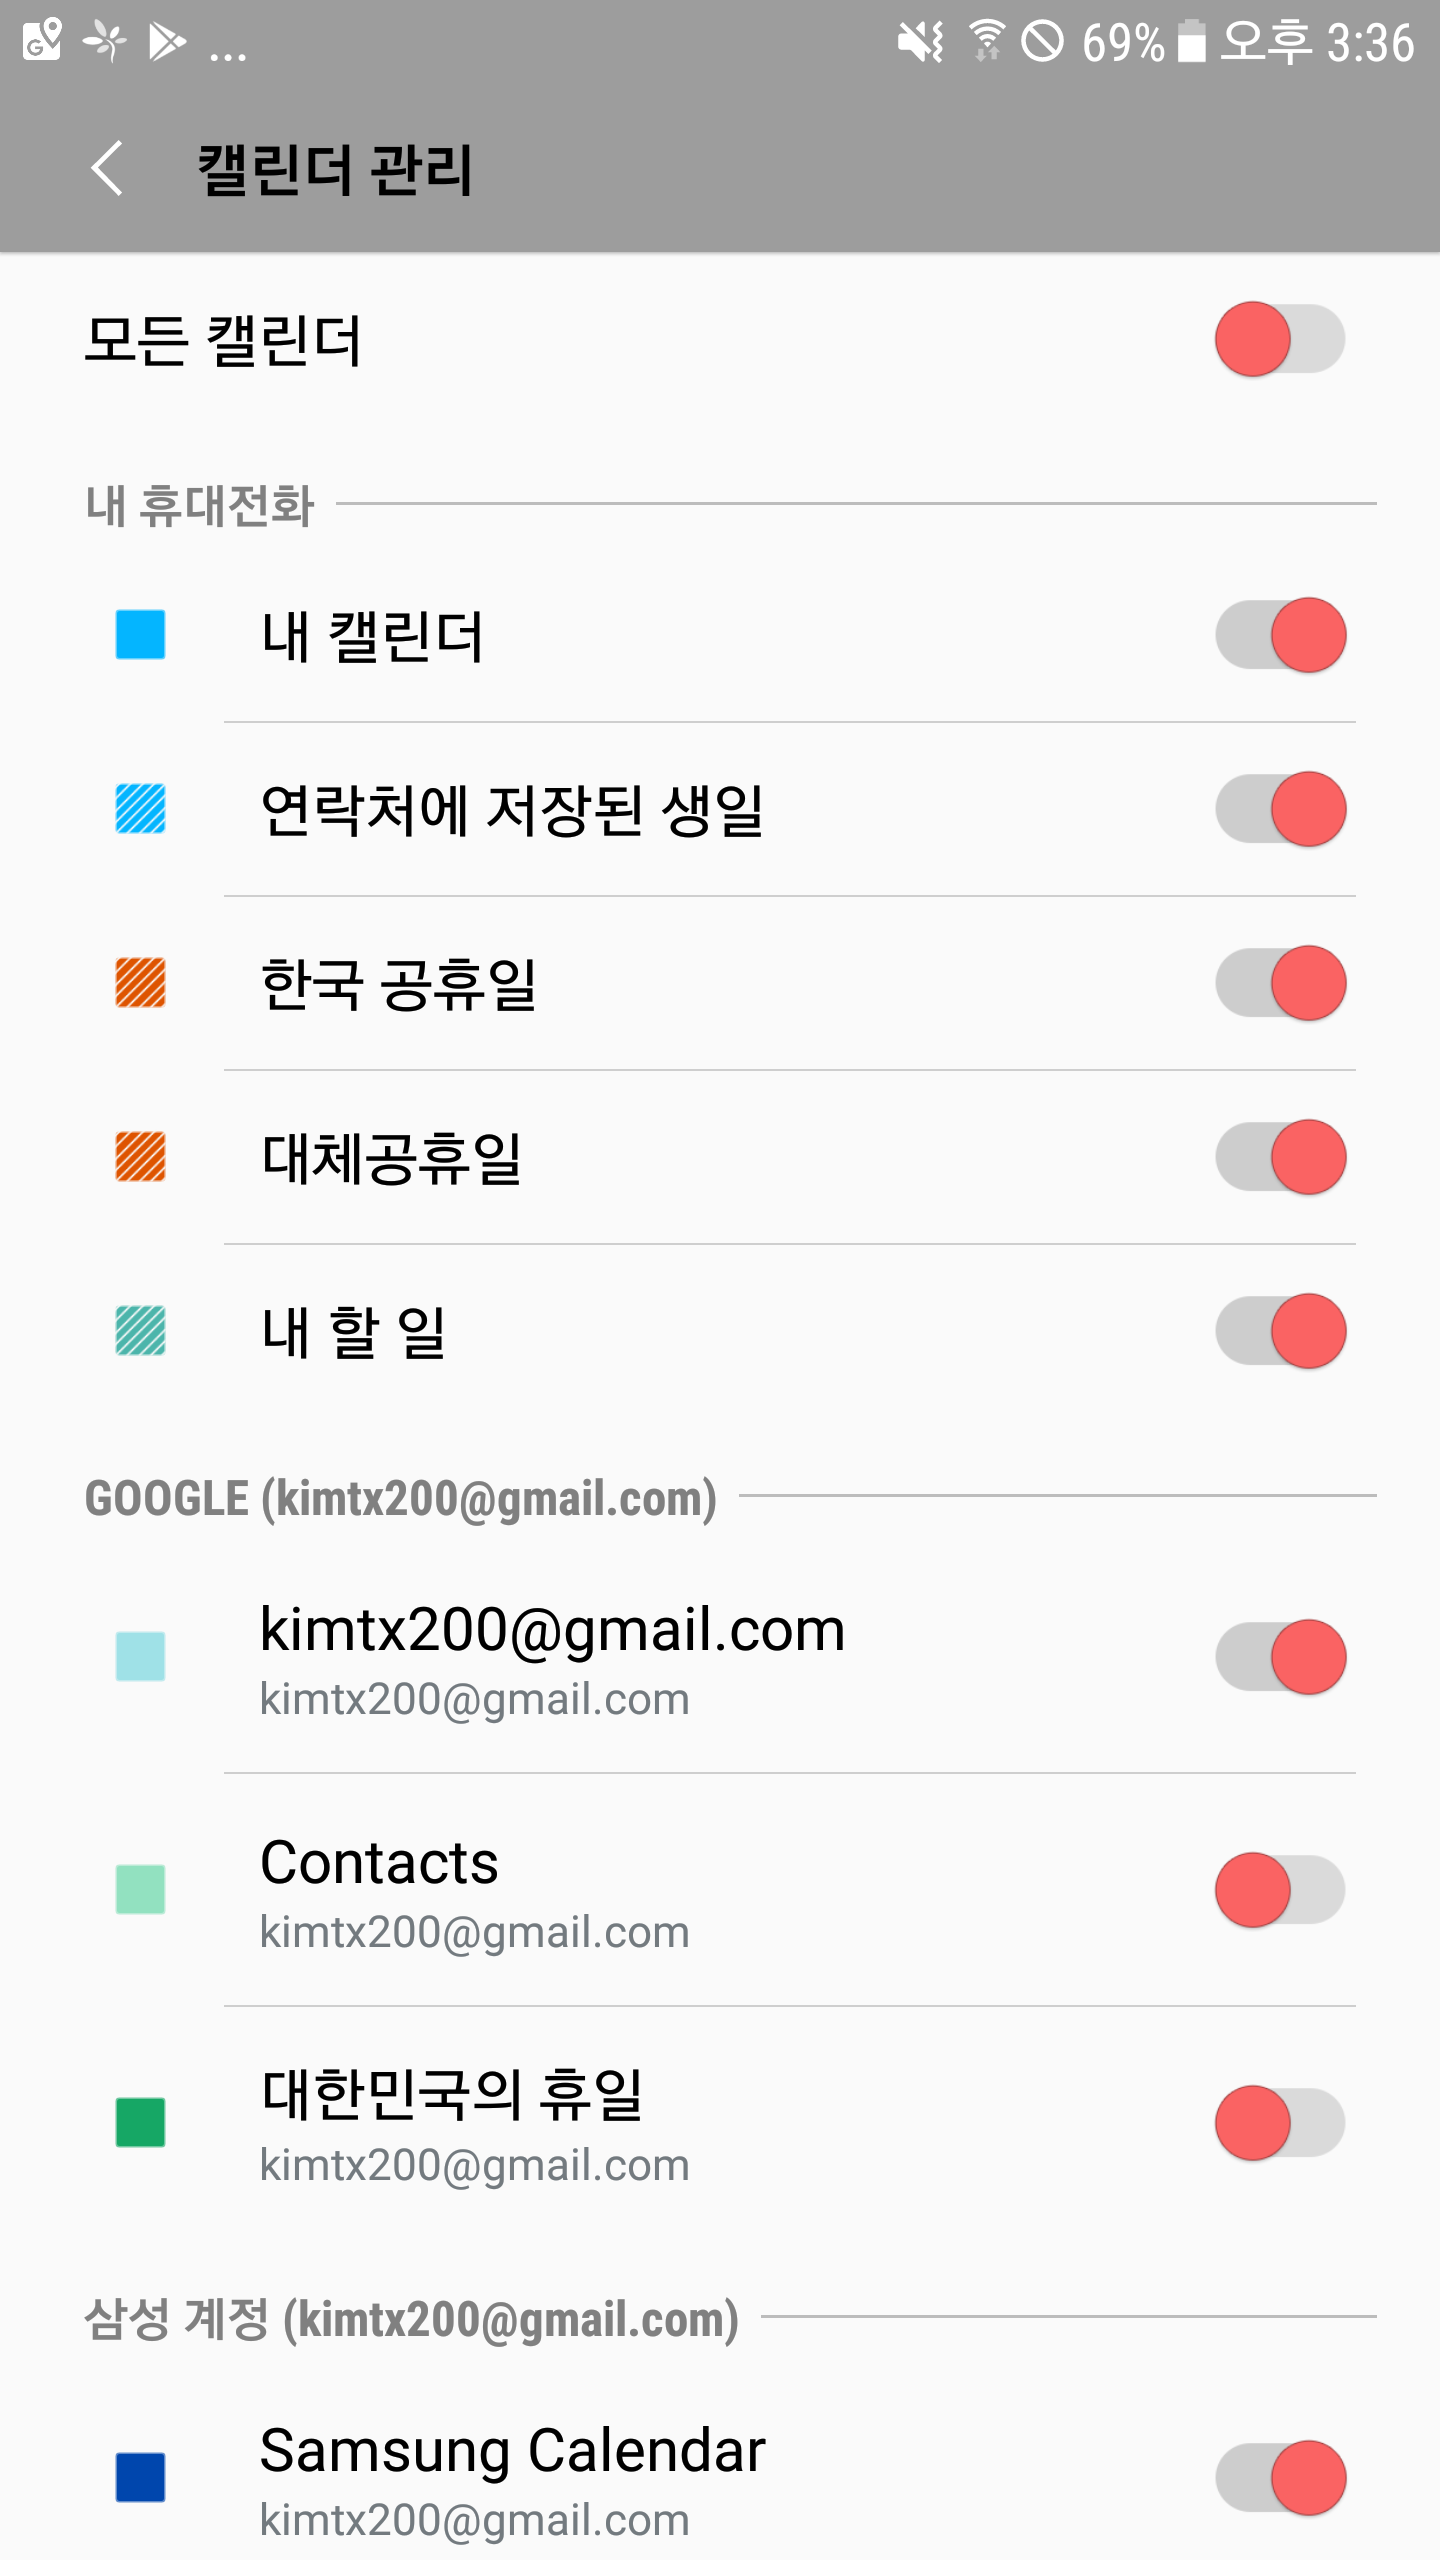 ... 69% 오후 3:36
캘린더 관리
모든 캘린더
내 휴대전화
내 캘린더
연락처에 저장된 생일
한국 공휴일
대체공휴일
내 할 일
GOOGLE (kimtx200@gmail.com)
kimtx200@gmail.com
kimtx200@gmail.com
Contacts
kimtx200@gmail.com
대한민국의 휴일
kimtx200@gmail.com
삼성 계정 (kimtx200@gmail.com)
Samsung Calendar
kimtx200@gmail.com